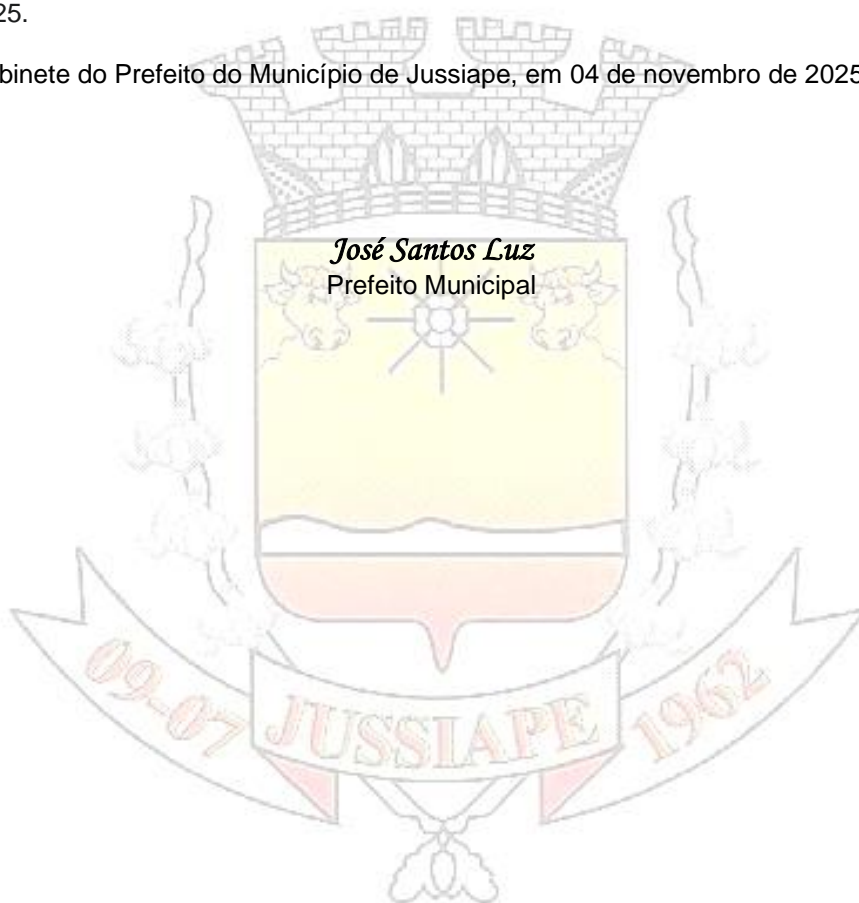 25.
binete do Prefeito do Município de Jussiape, em 04 de novembro de 2025
José Santos Luz
Prefeito Municipal
09-07 JUSSIAPE 1962